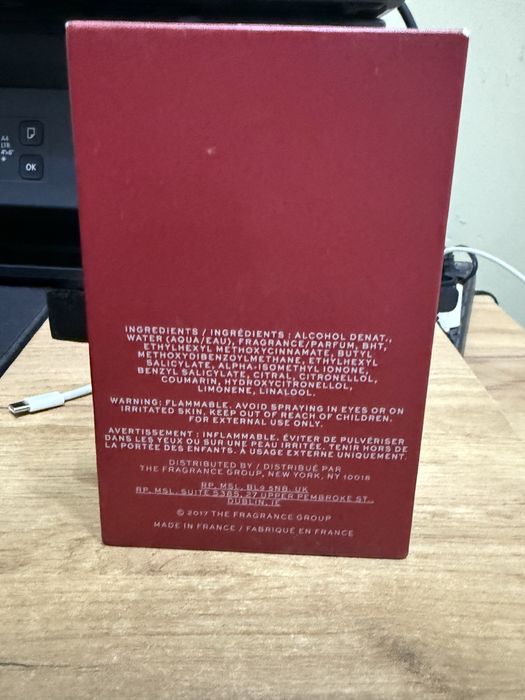 A4
LTR
4"x6"
OK
INGREDIENTS / INGRÉDIENTS : ALCOHOL DENAT.,
WATER (AQUA/EAU), FRAGRANCE/PARFUM, BHT,
ETHYLHEXYL METHOXYCINNAMATE, BUTYL
METHOXYDIBENZOYLMETHANE, ETHYLHEXYL
SALICYLATE, ALPHA-ISOMETHYL IONONE,
BENZYL SALICYLATE, CITRAL, CITRONELLOL,
COUMARIN, HYDROXYCITRONELLOL,
LIMONENE, LINALOOL.
WARNING: FLAMMABLE. AVOID SPRAYING IN EYES OR ON
IRRITATED SKIN. KEEP OUT OF REACH OF CHILDREN.
FOR EXTERNAL USE ONLY.
AVERTISSEMENT : INFLAMMABLE. ÉVITER DE PULVÉRISER
DANS LES YEUX OU SUR UNE PEAU IRRITÉE. TENIR HORS DE
LA PORTÉE DES ENFANTS. À USAGE EXTERNE UNIQUEMENT.
DISTRIBUTED BY / DISTRIBUÉ PAR
THE FRAGRANCE GROUP, NEW YORK, NY 10018
RP, MSL, BL9 5NB, UK
RP, MSL, SUITE 5385, 27 UPPER PEMBROKE ST.,
DUBLIN, IE
© 2017 THE FRAGRANCE GROUP
MADE IN FRANCE / FABRIQUÉ EN FRANCE